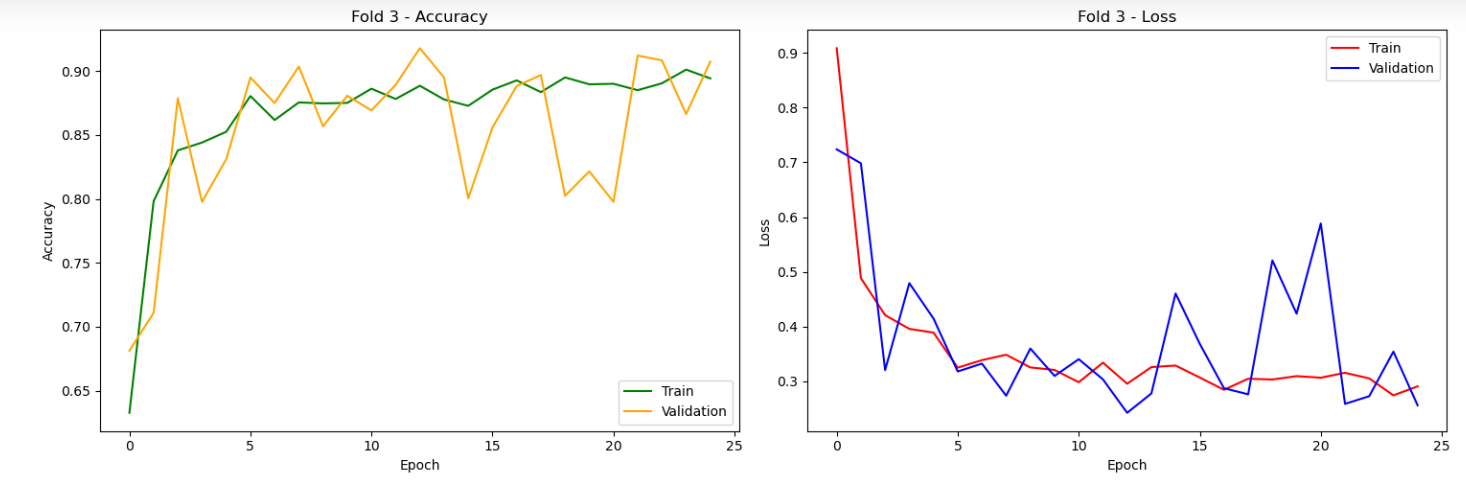 Fold 3 - Accuracy
Accuracy
0.90
0.85
0.80
0.75
0.70
0.65
Train
Validation
0
5
10
15
20
25
Epoch
Fold 3 - Loss
Loss
0.9
0.8
0.7
0.6
0.5
0.4
0.3
Train
Validation
0
5
10
15
20
25
Epoch